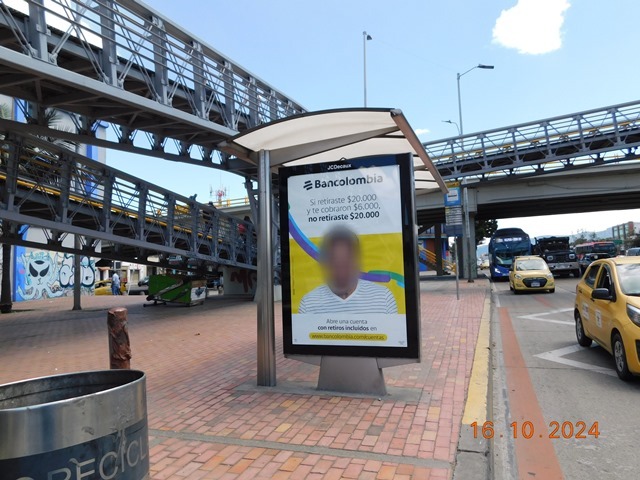 JCDecaux
Bancolombia
Si retiraste $20.000
y te cobraron $6.000,
no retiraste $20.000
Abre una cuenta
con retiros incluidos en
www.bancolombia.com/cuentas
RECICL
16.10.2024